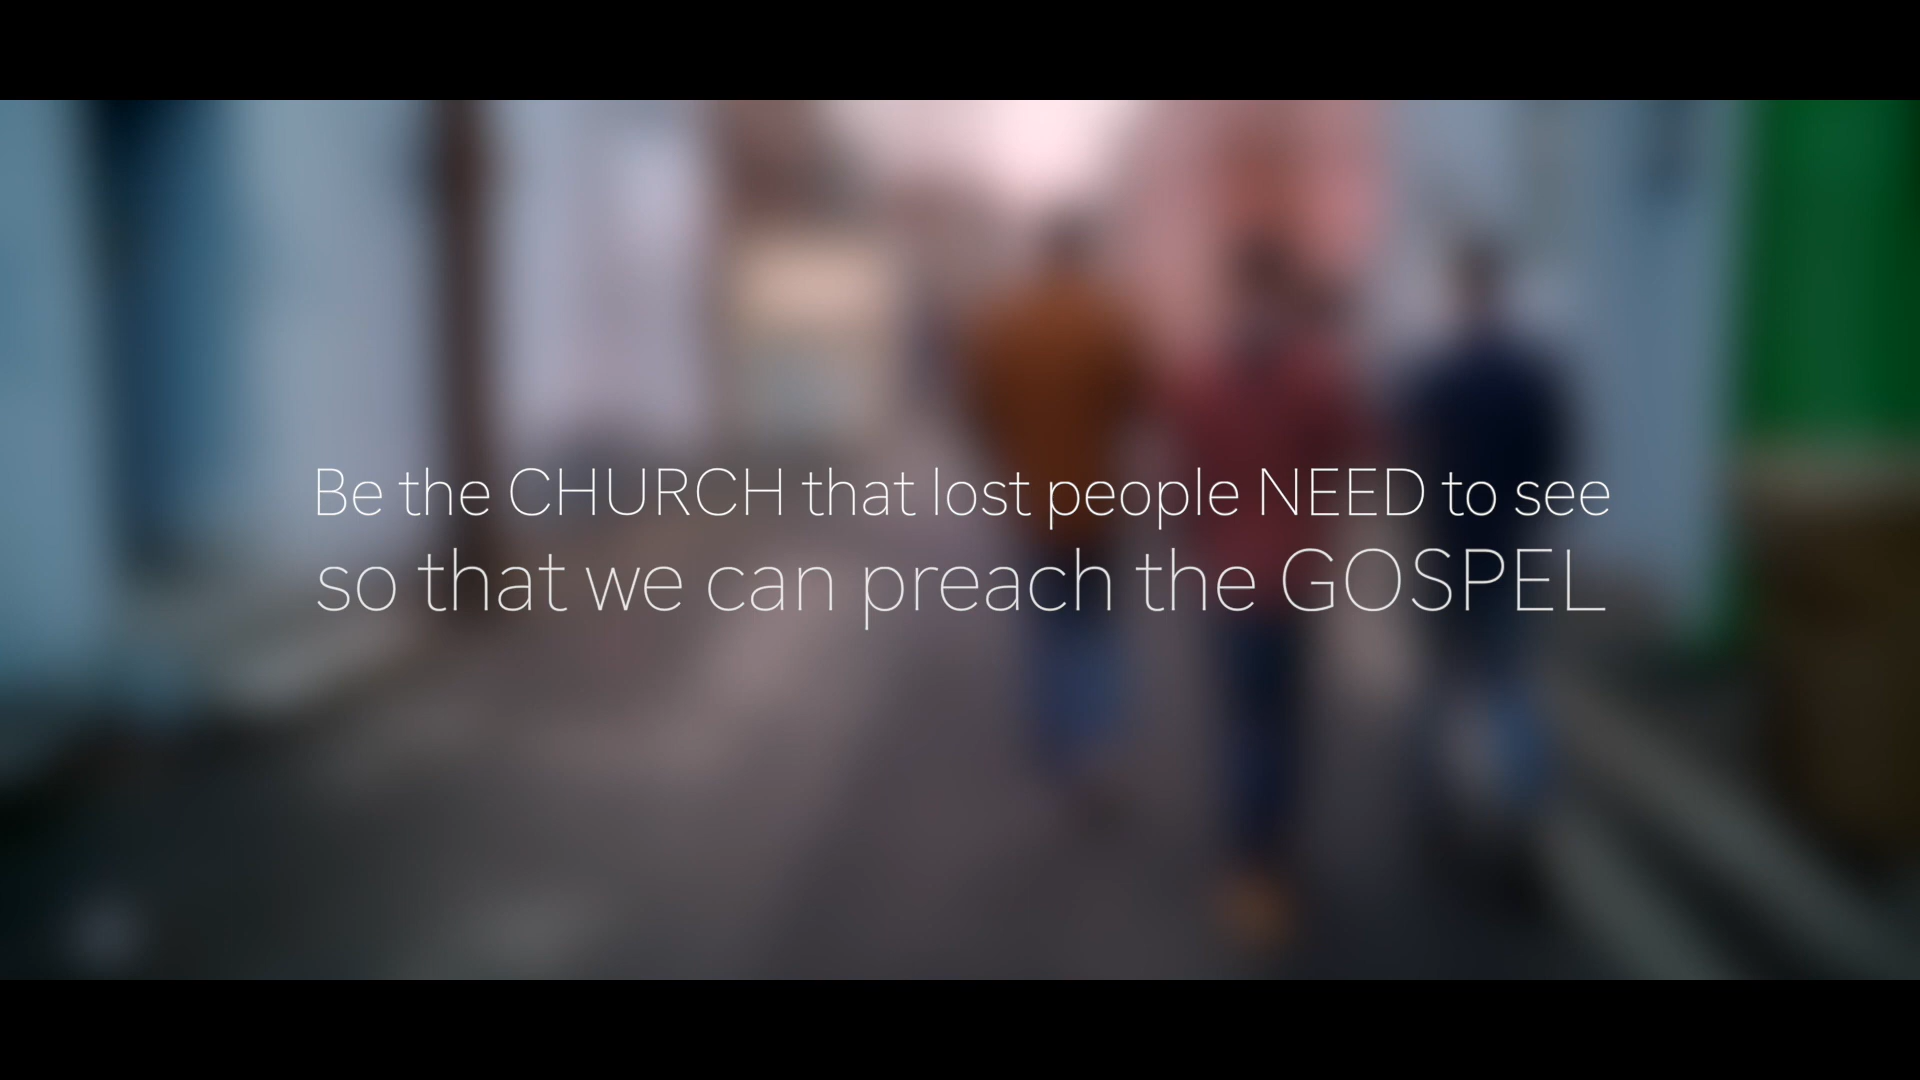 Be the CHURCH that lost people NEED to see
so that we can preach the GOSPEL